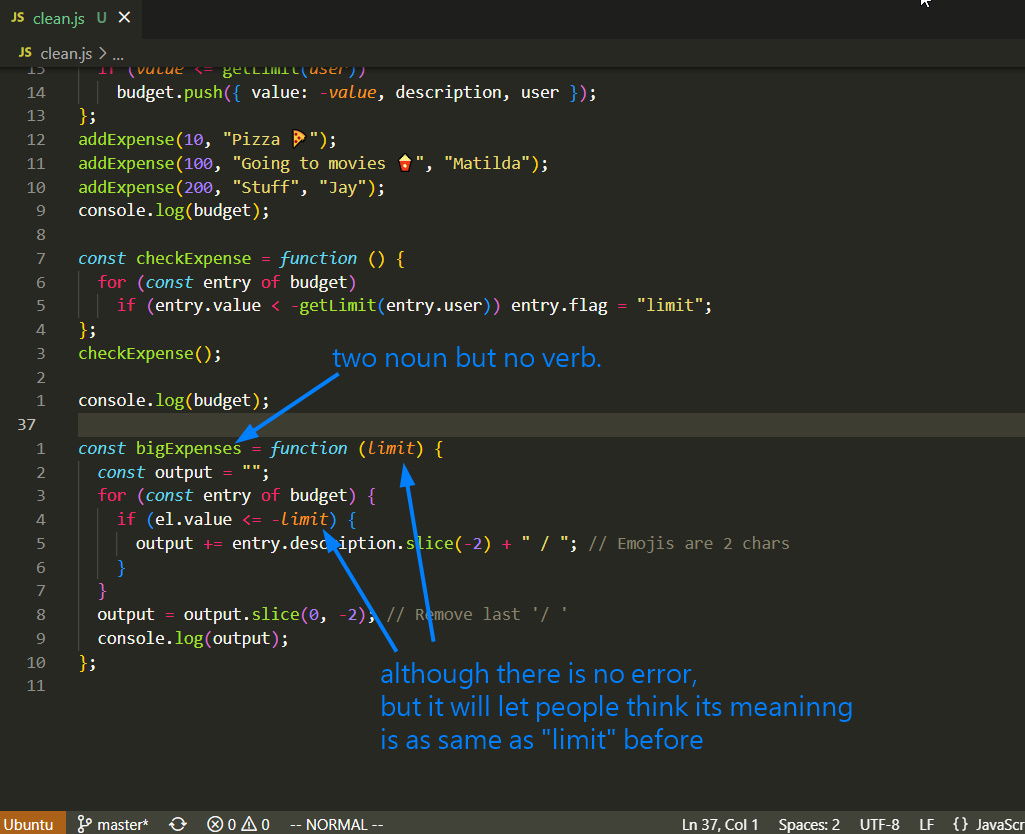 JS clean.js U ✕
JS clean.js > ...
13 if (value <= getLimit(user))
14 budget.push({ value: -value, description, user });
13 };
12 addExpense(10, "Pizza 🍕");
11 addExpense(100, "Going to movies 🍿", "Matilda");
10 addExpense(200, "Stuff", "Jay");
9 console.log(budget);
8
7 const checkExpense = function () {
6 for (const entry of budget)
5 if (entry.value < -getLimit(entry.user)) entry.flag = "limit";
4 };
3 checkExpense();
two noun but no verb.
2
1 console.log(budget);
37
1 const bigExpenses = function (limit) {
2 const output = "";
3 for (const entry of budget) {
4 if (el.value <= -limit) {
5 output += entry.description.slice(-2) + " / "; // Emojis are 2 chars
6 }
7 }
8 output = output.slice(0, -2); // Remove last '/ '
9 console.log(output);
10 };
11
although there is no error,
but it will let people think its meaninng
is as same as "limit" before
Ubuntu master* 0 0 -- NORMAL -- Ln 37, Col 1 Spaces: 2 UTF-8 LF {} JavaScr